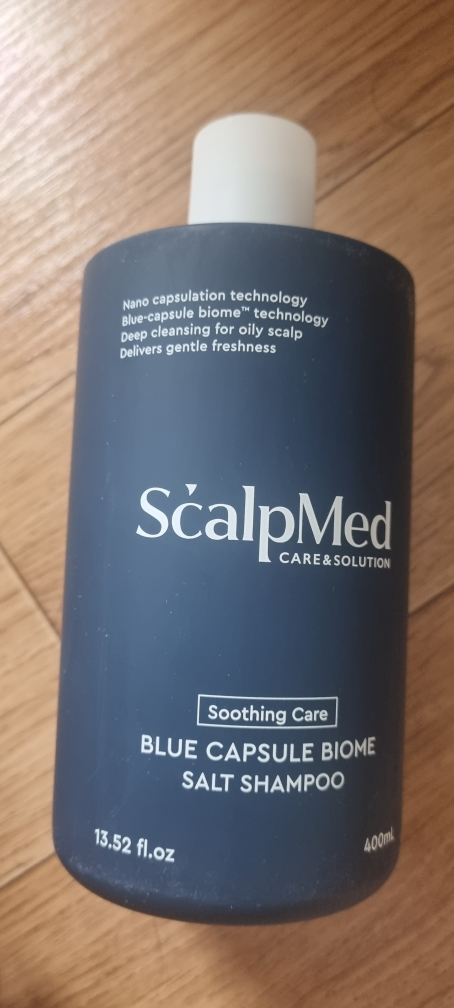 Nano capsulation technology
Blue-capsule biome™ technology
Deep cleansing for oily scalp
Delivers gentle freshness
ScalpMed
CARE&SOLUTION
Soothing Care
BLUE CAPSULE BIOME
SALT SHAMPOO
13.52 fl.oz
400mL